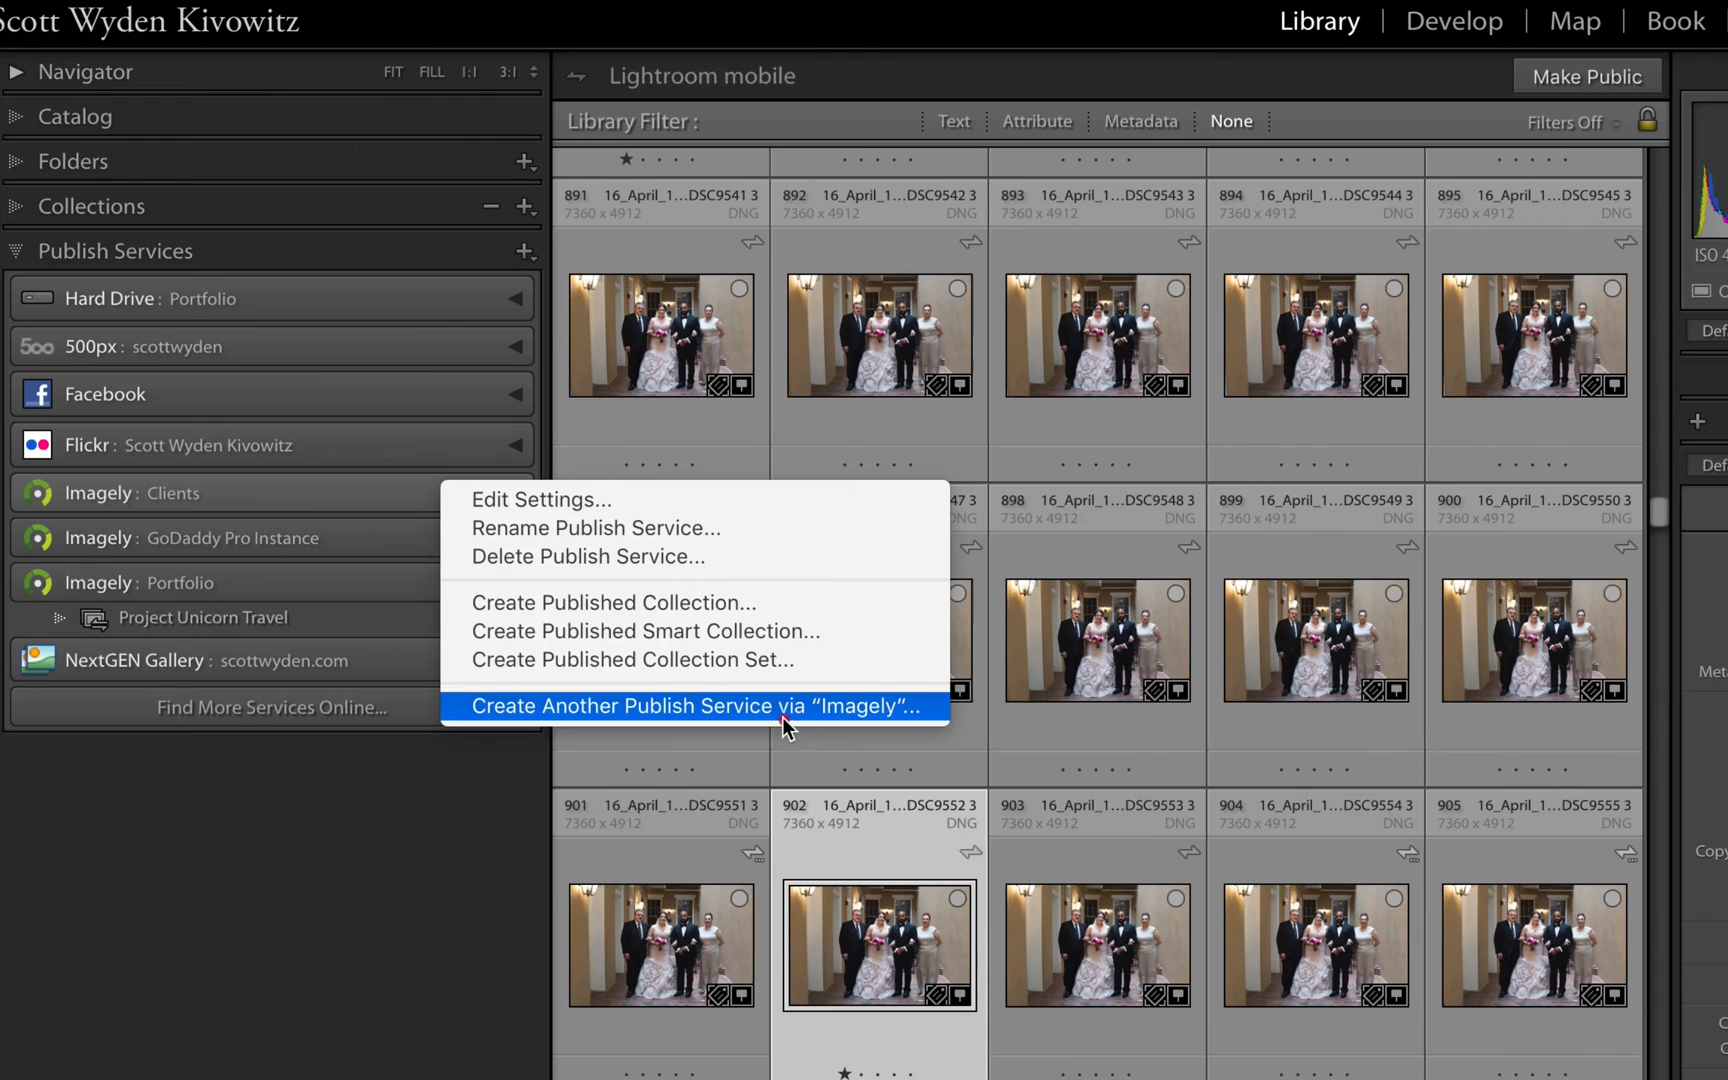 Scott Wyden Kivowitz
Library | Develop | Map | Book
Navigator FIT FILL 1:1 3:1
Catalog
Folders
Collections
Publish Services
Hard Drive : Portfolio
500px : scottwyden
Facebook
Flickr : Scott Wyden Kivowitz
Imagely : Clients
Imagely : GoDaddy Pro Instance
Imagely : Portfolio
Project Unicorn Travel
NextGEN Gallery : scottwyden.com
Find More Services Online...
Edit Settings...
Rename Publish Service...
Delete Publish Service...
Create Published Collection...
Create Published Smart Collection...
Create Published Collection Set...
Create Another Publish Service via “Imagely“...
Lightroom mobile
Make Public
Library Filter : Text Attribute Metadata None Filters Off
891 16_April_1...DSC9541 3
7360 x 4912 DNG
892 16_April_1...DSC9542 3
7360 x 4912 DNG
893 16_April_1...DSC9543 3
7360 x 4912 DNG
894 16_April_1...DSC9544 3
7360 x 4912 DNG
895 16_April_1...DSC9545 3
7360 x 4912 DNG
47 3
DNG
898 16_April_1...DSC9548 3
7360 x 4912 DNG
899 16_April_1...DSC9549 3
7360 x 4912 DNG
900 16_April_1...DSC9550 3
7360 x 4912 DNG
901 16_April_1...DSC9551 3
7360 x 4912 DNG
902 16_April_1...DSC9552 3
7360 x 4912 DNG
903 16_April_1...DSC9553 3
7360 x 4912 DNG
904 16_April_1...DSC9554 3
7360 x 4912 DNG
905 16_April_1...DSC9555 3
7360 x 4912 DNG
ISO 4
Def
Def
Meta
Copy